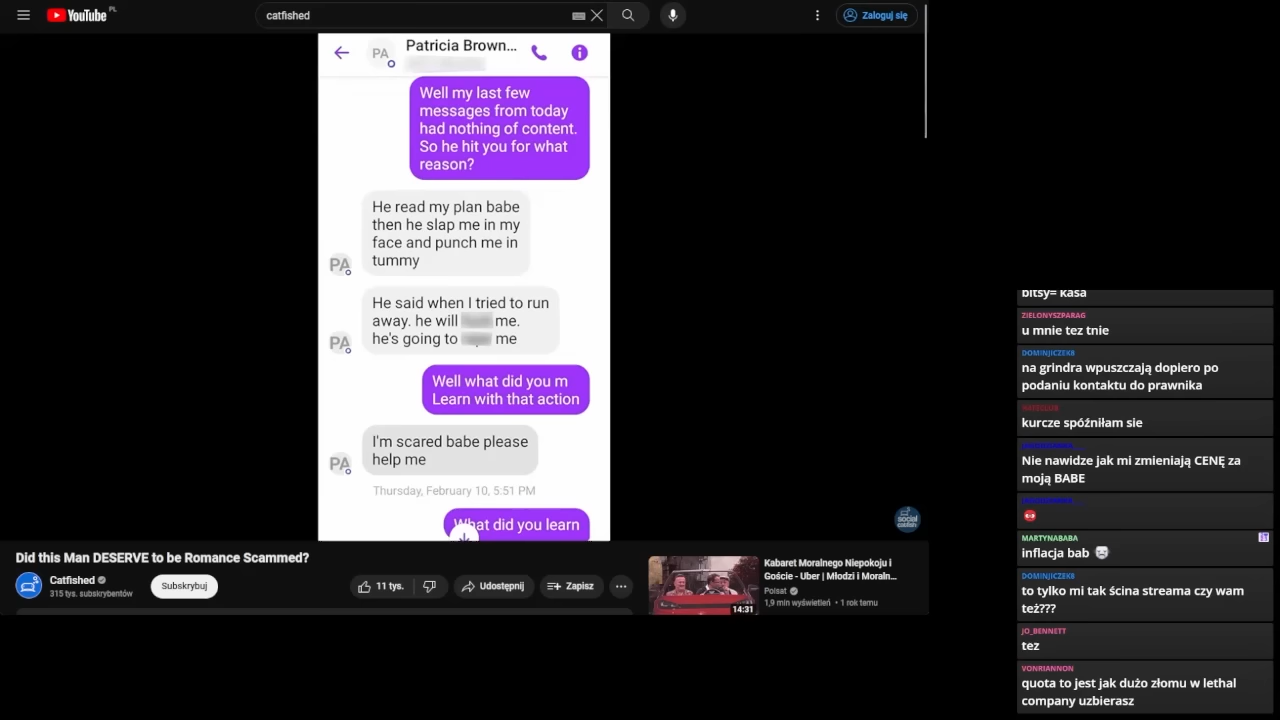 YouTube PL
catfished
Zaloguj się
PA
Patricia Brown...
Well my last few
messages from today
had nothing of content.
So he hit you for what
reason?
He read my plan babe
then he slap me in my
face and punch me in
tummy
PA
He said when I tried to run
away. he will me.
he's going to me
PA
Well what did you m
Learn with that action
I'm scared babe please
help me
PA
Thursday, February 10, 5:51 PM
What did you learn
social
catfish
Did this Man DESERVE to be Romance Scammed?
Catfished
315 tys. subskrybentów
Subskrybuj
11 tys.
Udostępnij
Zapisz
14:31
Kabaret Moralnego Niepokoju i
Goście - Uber | Młodzi i Moraln...
Polsat
1,9 mln wyświetleń • 1 rok temu
bitsy= kasa
ZIELONYSZPARAG
u mnie tez tnie
DOMINJICZEK8
na grindra wpuszczają dopiero po
podaniu kontaktu do prawnika
kurcze spóźniłam sie
Nie nawidze jak mi zmieniają CENĘ za
moją BABE
MARTYNABABA
inflacja bab
DOMINJICZEK8
to tylko mi tak ścina streama czy wam
też???
JO_BENNETT
tez
VONRIANNON
quota to jest jak dużo złomu w lethal
company uzbierasz